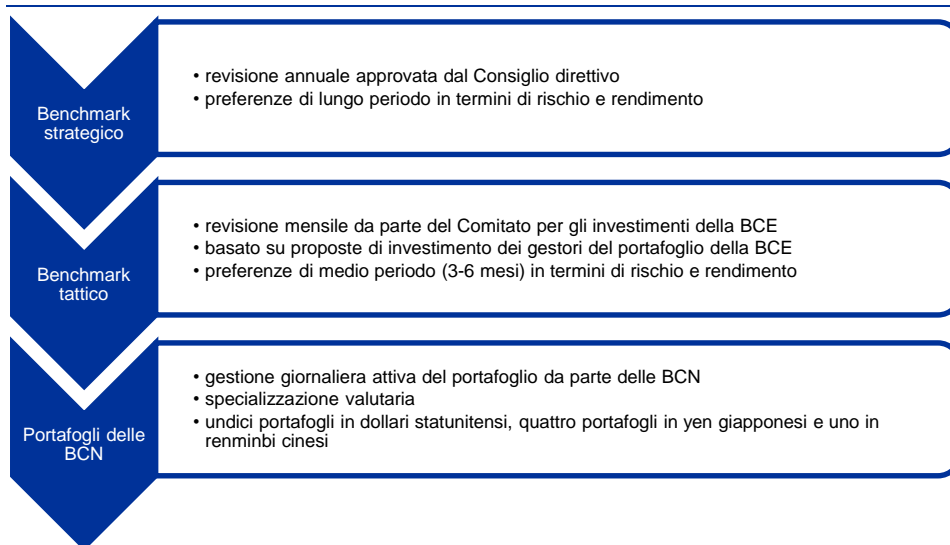 Benchmark
strategico
• revisione annuale approvata dal Consiglio direttivo
• preferenze di lungo periodo in termini di rischio e rendimento
Benchmark
tattico
• revisione mensile da parte del Comitato per gli investimenti della BCE
• basato su proposte di investimento dei gestori del portafoglio della BCE
• preferenze di medio periodo (3-6 mesi) in termini di rischio e rendimento
Portafogli delle
BCN
• gestione giornaliera attiva del portafoglio da parte delle BCN
• specializzazione valutaria
• undici portafogli in dollari statunitensi, quattro portafogli in yen giapponesi e uno in
renminbi cinesi